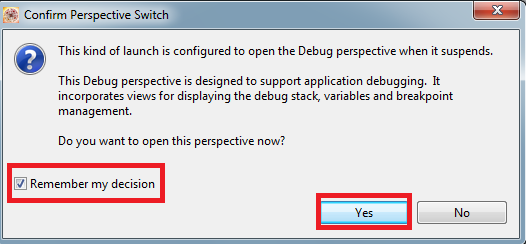 Confirm Perspective Switch
This kind of launch is configured to open the Debug perspective when it suspends.
This Debug perspective is designed to support application debugging.  It
incorporates views for displaying the debug stack, variables and breakpoint
management.
Do you want to open this perspective now?
Remember my decision
Yes
No